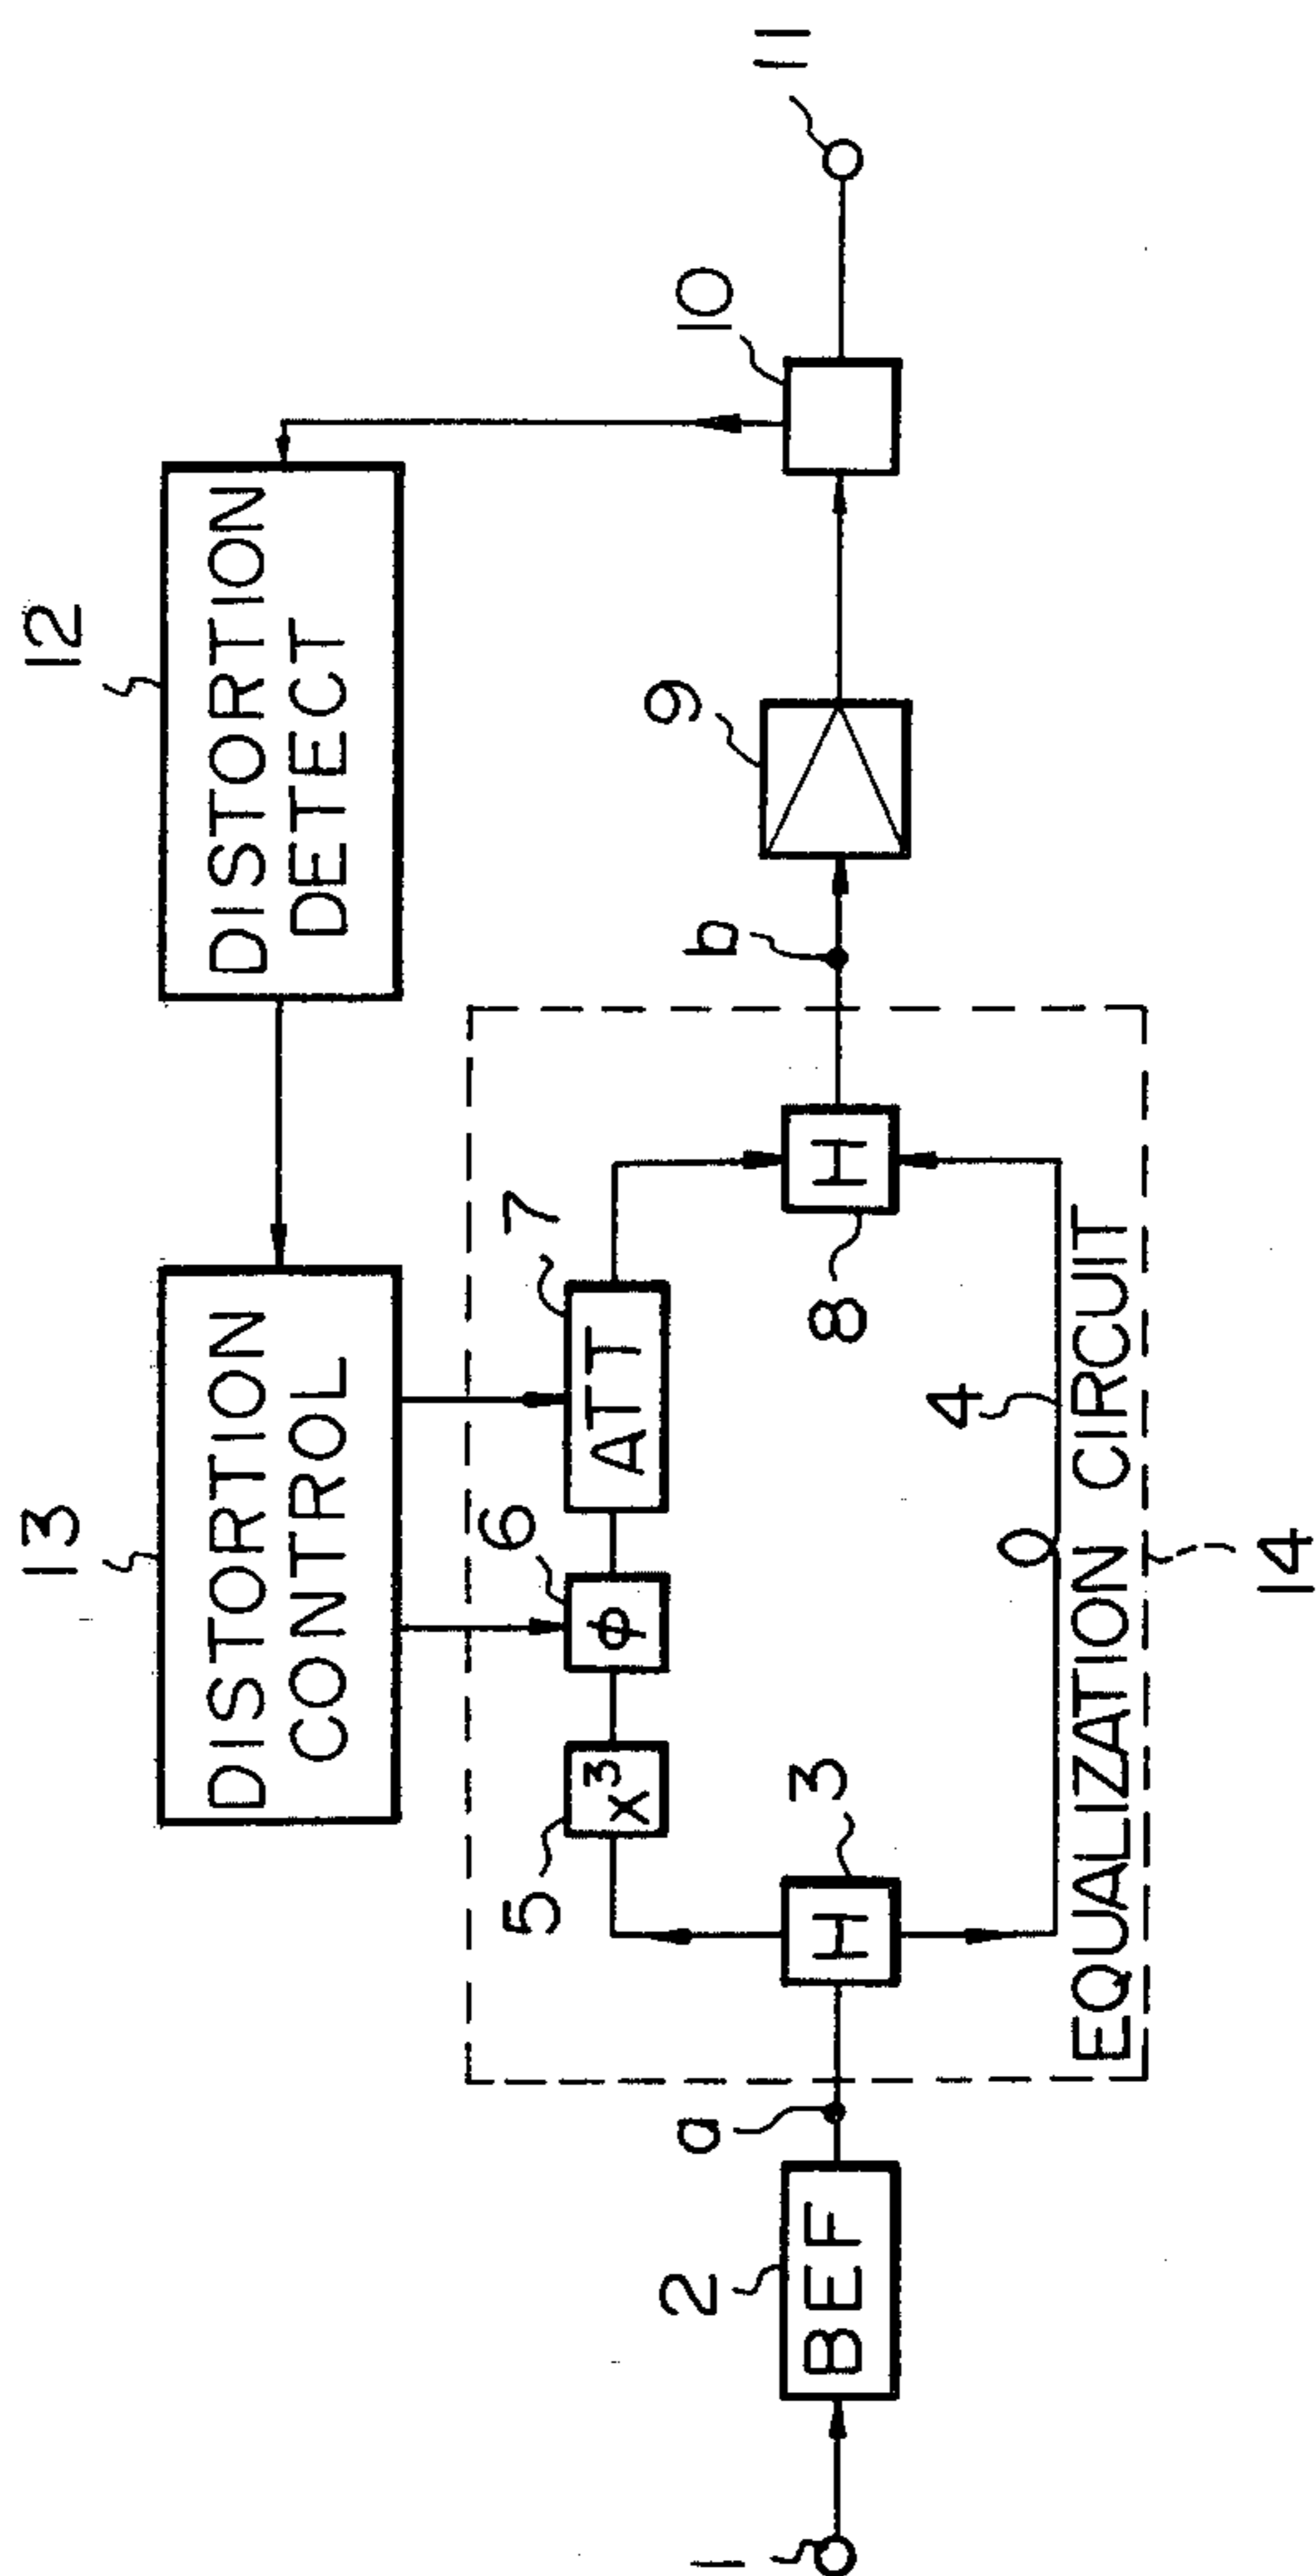 13
12
DISTORTION
CONTROL
DISTORTION
DETECT
5
6
7
x³
ϕ
ATT
1
2
BEF
a
3
H
H
8
b
9
10
11
4
EQUALIZATION CIRCUIT
14